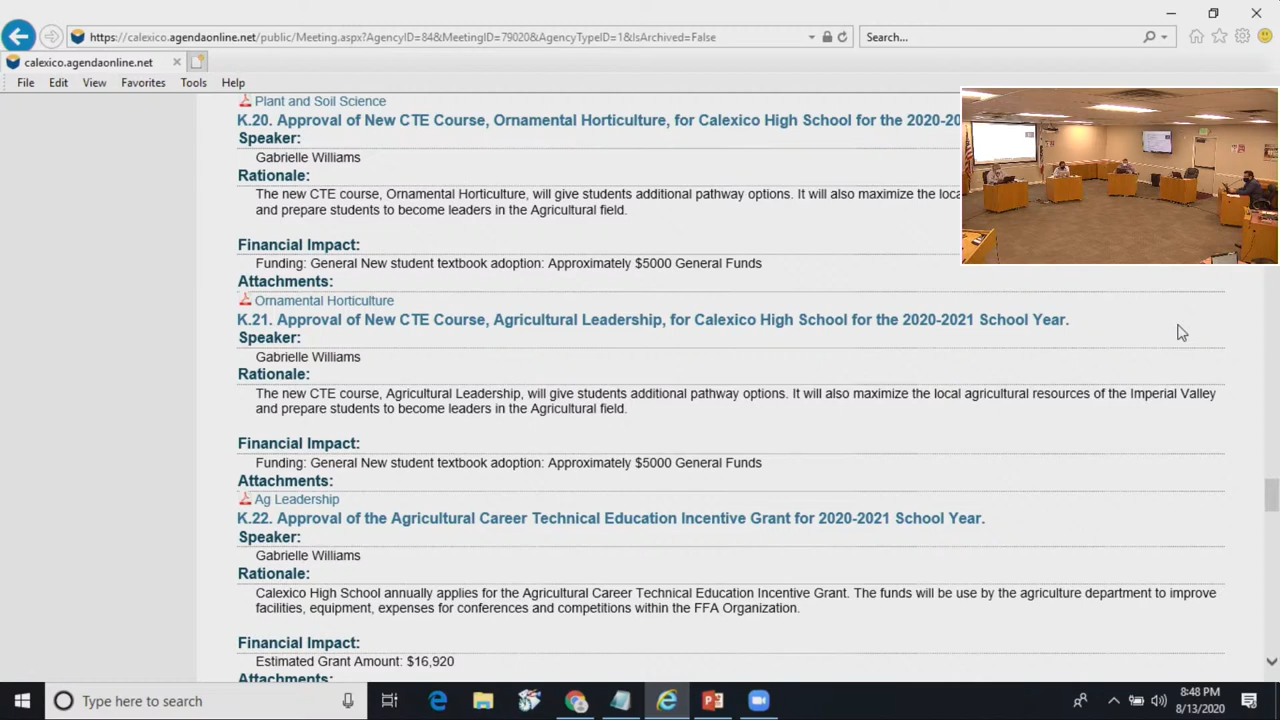 https://calexico.agendaonline.net/public/Meeting.aspx?AgencyID=84&MeetingID=79020&AgencyTypeID=1&IsArchived=False
Search...
calexico.agendaonline.net
File Edit View Favorites Tools Help
Plant and Soil Science
K.20. Approval of New CTE Course, Ornamental Horticulture, for Calexico High School for the 2020-20
Speaker:
Gabrielle Williams
Rationale:
The new CTE course, Ornamental Horticulture, will give students additional pathway options. It will also maximize the loca
and prepare students to become leaders in the Agricultural field.
Financial Impact:
Funding: General New student textbook adoption: Approximately $5000 General Funds
Attachments:
Ornamental Horticulture
K.21. Approval of New CTE Course, Agricultural Leadership, for Calexico High School for the 2020-2021 School Year.
Speaker:
Gabrielle Williams
Rationale:
The new CTE course, Agricultural Leadership, will give students additional pathway options. It will also maximize the local agricultural resources of the Imperial Valley
and prepare students to become leaders in the Agricultural field.
Financial Impact:
Funding: General New student textbook adoption: Approximately $5000 General Funds
Attachments:
Ag Leadership
K.22. Approval of the Agricultural Career Technical Education Incentive Grant for 2020-2021 School Year.
Speaker:
Gabrielle Williams
Rationale:
Calexico High School annually applies for the Agricultural Career Technical Education Incentive Grant. The funds will be use by the agriculture department to improve
facilities, equipment, expenses for conferences and competitions within the FFA Organization.
Financial Impact:
Estimated Grant Amount: $16,920
Attachments:
Type here to search
8:48 PM
8/13/2020